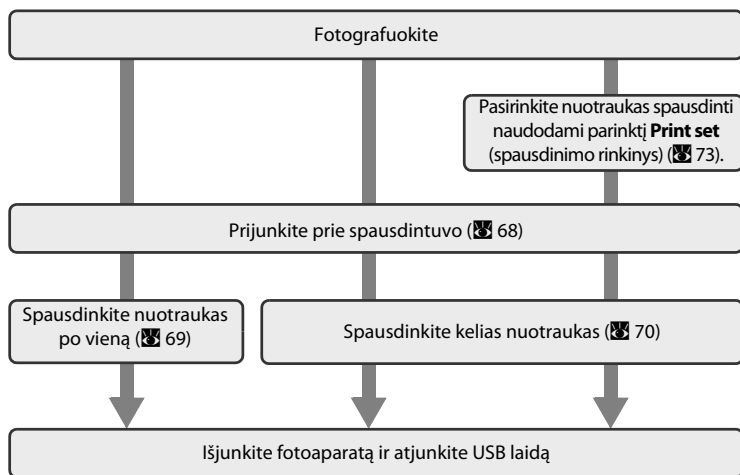 Fotografuokite
Pasirinkite nuotraukas spausdinti
naudodami parinktį Print set
(spausdinimo rinkinys) (73).
Prijunkite prie spausdintuvo (68)
Spausdinkite nuotraukas
po vieną (69)
Spausdinkite kelias nuotraukas (70)
Išjunkite fotoaparatą ir atjunkite USB laidą